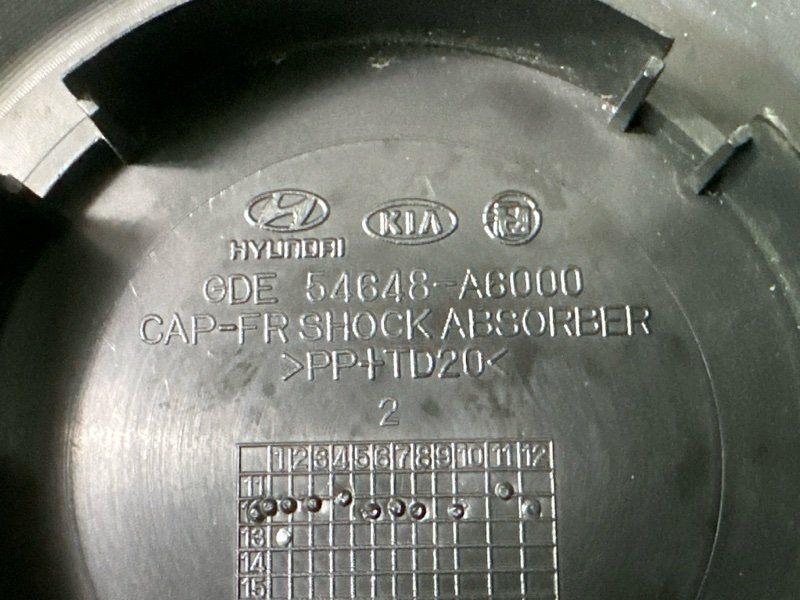 HYUNDAI KIA
GDE 54648-A6000
CAP-FR SHOCK ABSORBER
>PP+TD20<
2
1 2 3 4 5 6 7 8 9 10 11 12
11
13
14
15